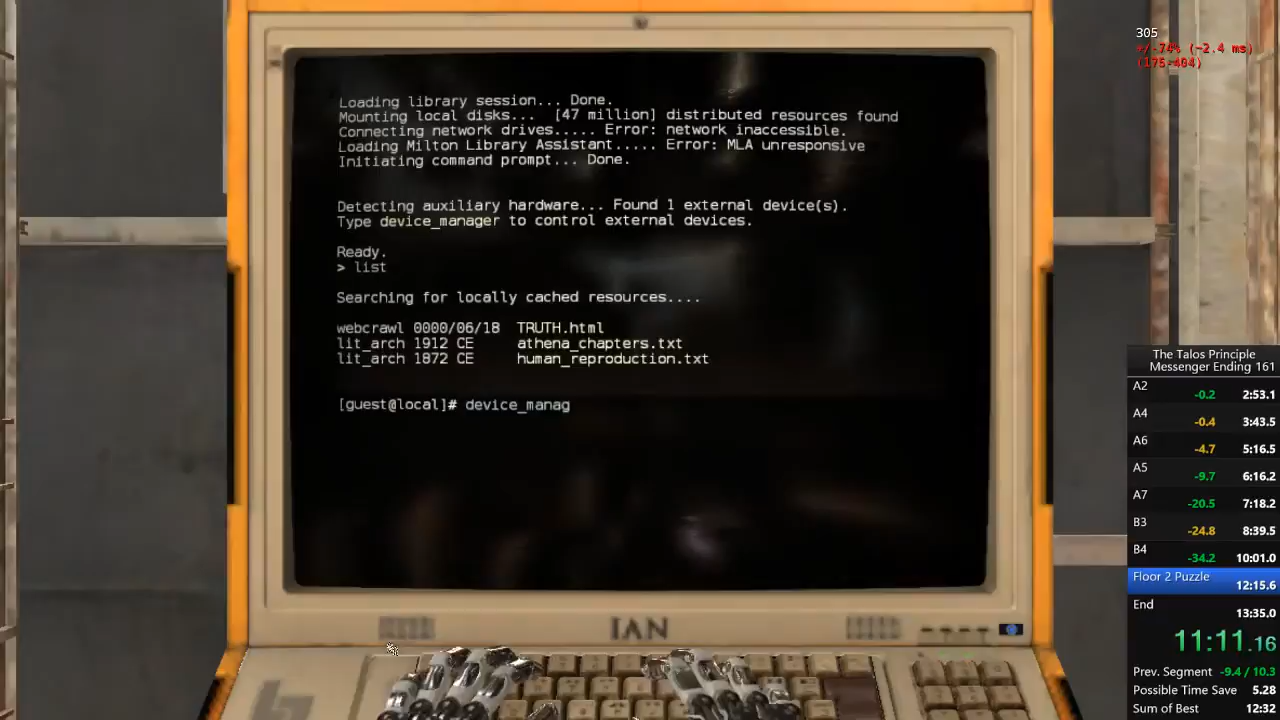 305
+/-74% (~2.4 ms)
(175-404)
Loading library session... Done.
Mounting local disks... [47 million] distributed resources found
Connecting network drives..... Error: network inaccessible.
Loading Milton Library Assistant..... Error: MLA unresponsive
Initiating command prompt... Done.
Detecting auxiliary hardware... Found 1 external device(s).
Type device_manager to control external devices.
Ready.
> list
Searching for locally cached resources....
webcrawl 0000/06/18 TRUTH.html
lit_arch 1912 CE athena_chapters.txt
lit_arch 1872 CE human_reproduction.txt
[guest@local]# device_manag
IAN
The Talos Principle
Messenger Ending 161
A2 -0.2 2:53.1
A4 -0.4 3:43.5
A6 -4.7 5:16.5
A5 -9.7 6:16.2
A7 -20.5 7:18.2
B3 -24.8 8:39.5
B4 -34.2 10:01.0
Floor 2 Puzzle 12:15.6
End 13:35.0
11:11.16
Prev. Segment -9.4 / 10.3
Possible Time Save 5.28
Sum of Best 12:32